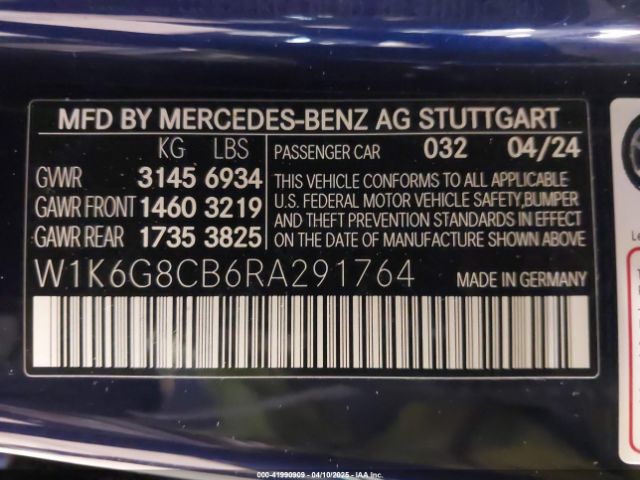 MFD BY MERCEDES-BENZ AG STUTTGART
KG LBS
GVWR 3145 6934
GAWR FRONT 1460 3219
GAWR REAR 1735 3825
PASSENGER CAR 032 04/24
THIS VEHICLE CONFORMS TO ALL APPLICABLE
U.S. FEDERAL MOTOR VEHICLE SAFETY,BUMPER
AND THEFT PREVENTION STANDARDS IN EFFECT
ON THE DATE OF MANUFACTURE SHOWN ABOVE.
W1K6G8CB6RA291764 MADE IN GERMANY
000-41990909 - 04/10/2025 - IAA INC.